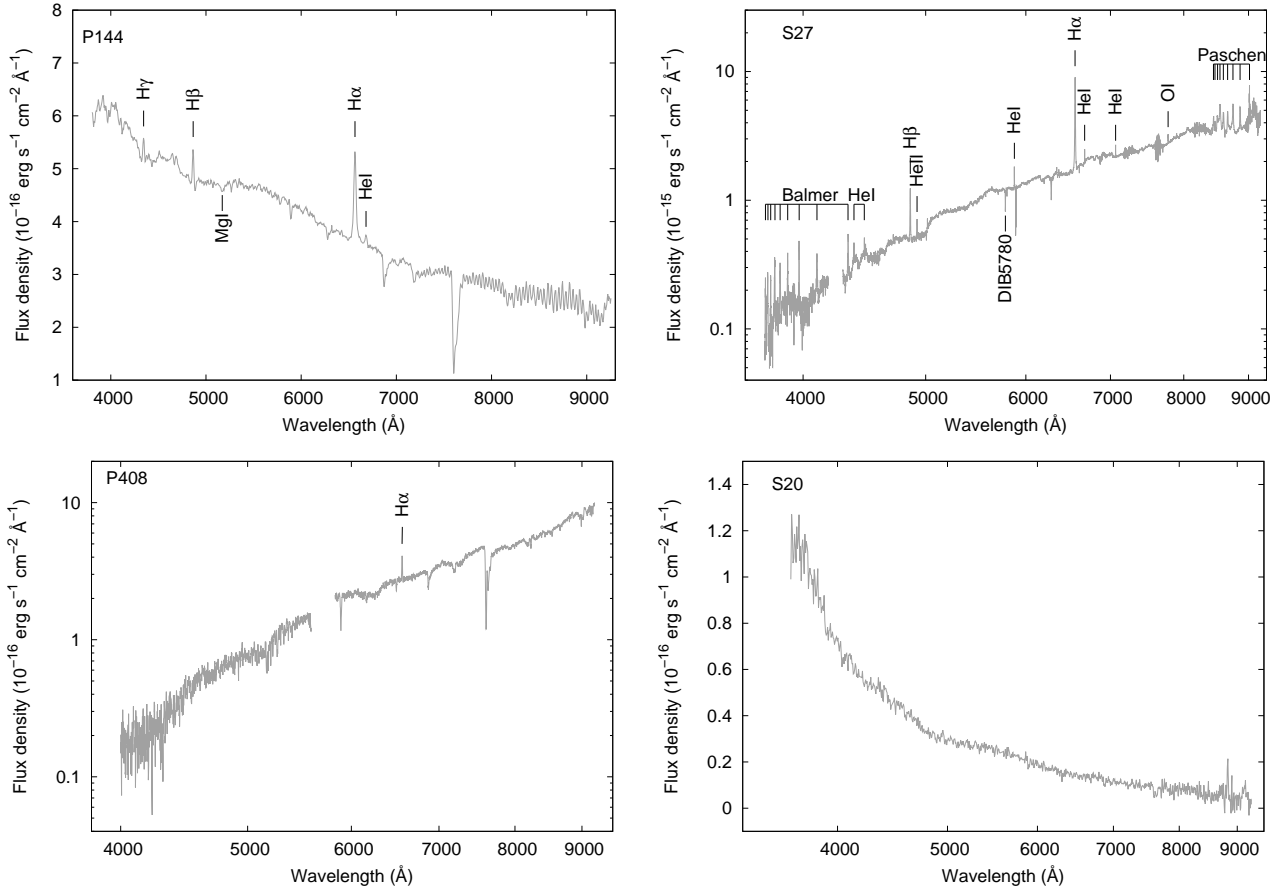 P144
8
7
6
5
4
3
2
1
Flux density (10⁻¹⁶ erg s⁻¹ cm⁻² Å⁻¹)
Hγ
Hβ
MgI
Hα
HeI
4000 5000 6000 7000 8000 9000
Wavelength (Å)
S27
10
1
0.1
Flux density (10⁻¹⁵ erg s⁻¹ cm⁻² Å⁻¹)
Balmer
HeI
Hβ
HeII
DIB5780
HeI
Hα
HeI
HeI
OI
Paschen
4000 5000 6000 7000 8000 9000
Wavelength (Å)
P408
10
1
0.1
Flux density (10⁻¹⁶ erg s⁻¹ cm⁻² Å⁻¹)
Hα
4000 5000 6000 7000 8000 9000
Wavelength (Å)
S20
1.4
1.2
1
0.8
0.6
0.4
0.2
0
Flux density (10⁻¹⁶ erg s⁻¹ cm⁻² Å⁻¹)
4000 5000 6000 7000 8000 9000
Wavelength (Å)